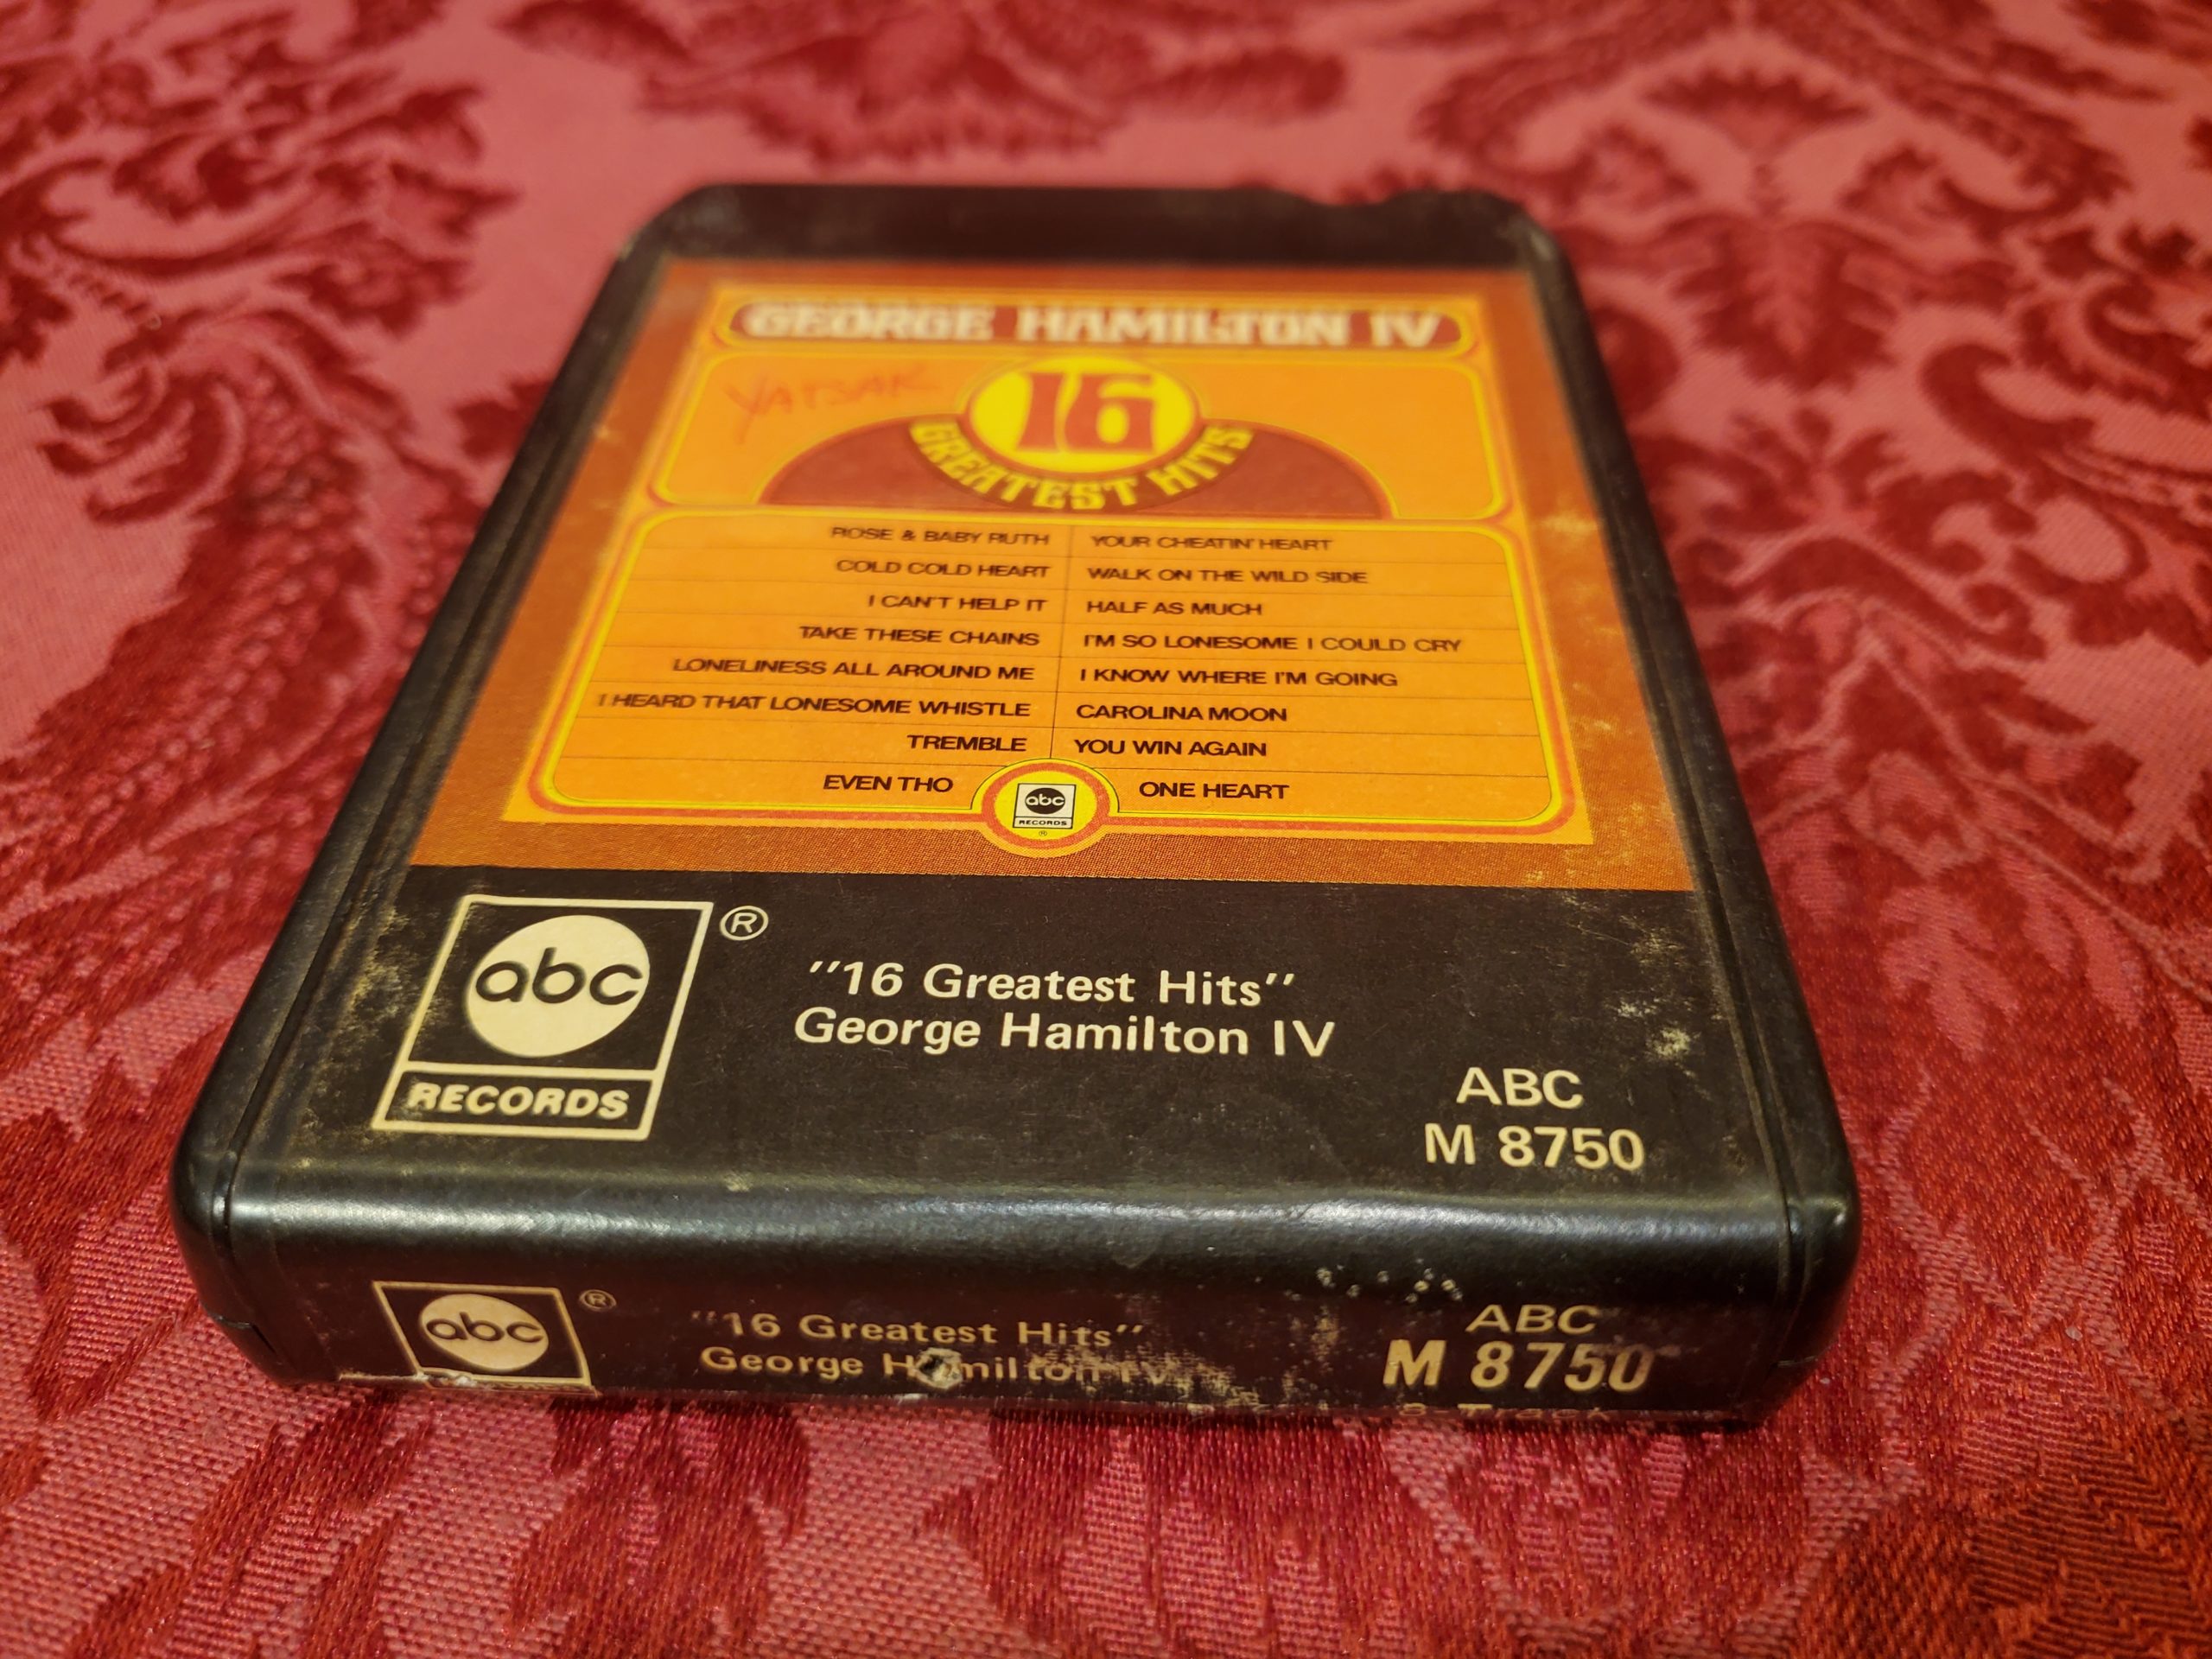 GEORGE HAMILTON IV
16
GREATEST HITS
ROSE & BABY RUTH
YOUR CHEATIN' HEART
COLD COLD HEART
WALK ON THE WILD SIDE
I CAN'T HELP IT
HALF AS MUCH
TAKE THESE CHAINS
I'M SO LONESOME I COULD CRY
LONELINESS ALL AROUND ME
I KNOW WHERE I'M GOING
I HEARD THAT LONESOME WHISTLE
CAROLINA MOON
TREMBLE
YOU WIN AGAIN
EVEN THO
ONE HEART
abc
RECORDS
®
abc
RECORDS
®
"16 Greatest Hits"
George Hamilton IV
ABC
M 8750
abc
®
"16 Greatest Hits"
George Hamilton IV
ABC
M 8750